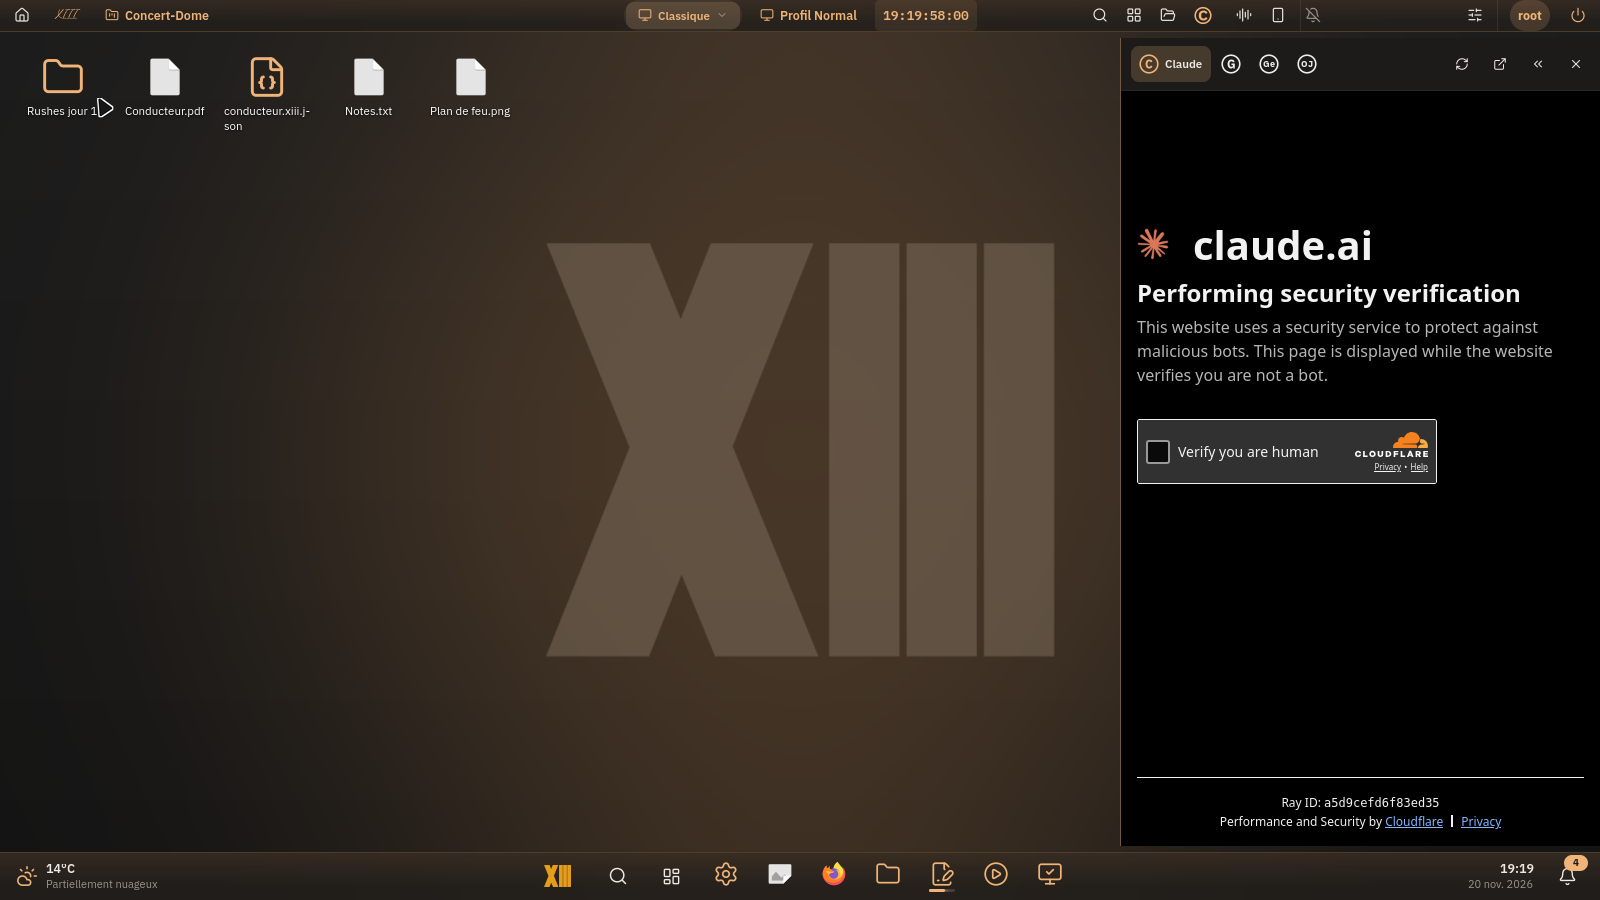 Concert-Dome
Classique
Profil Normal
19:19:58:00
root
Rushes jour 1
Conducteur.pdf
conducteur.xiii.j-
son
Notes.txt
Plan de feu.png
XIII
C Claude
G
Ge
OJ
claude.ai
Performing security verification
This website uses a security service to protect against
malicious bots. This page is displayed while the website
verifies you are not a bot.
Verify you are human
CLOUDFLARE
Privacy • Help
Ray ID: a5d9cefd6f83ed35
Performance and Security by Cloudflare | Privacy
14°C
Partiellement nuageux
XIII
19:19
20 nov. 2026
4